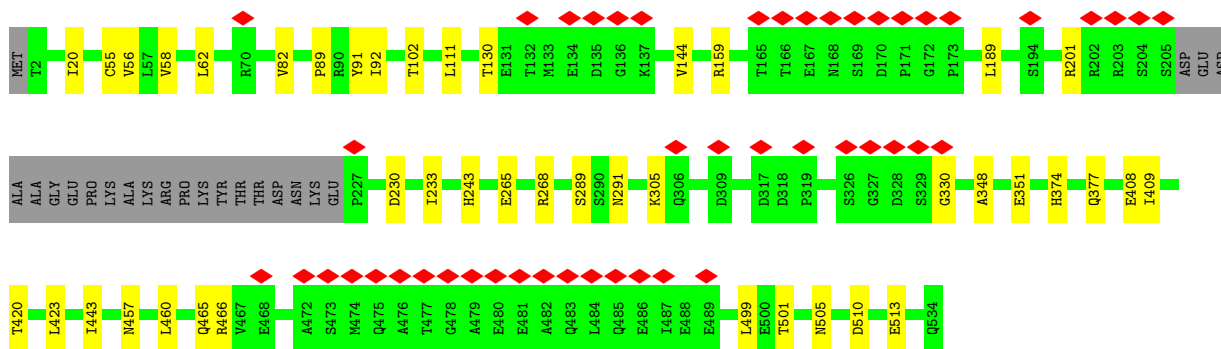 MET T2 I20 C55 V56 L57 V58 L62 R70 V82 P89 R90 Y91 I92 T102 L111 T130 E131 T132 M133 E134 D135 G136 K137 V144 R159 T165 T166 E167 N168 S169 D170 P171 G172 P173 L189 S194 R201 R202 R203 S204 S205 ASP GLU ASP
ALA ALA GLY GLU PRO LYS ALA LYS ARG PRO LYS TYR THR THR ASP ASN LYS GLU P227 D230 I233 H243 E265 R268 S289 S290 N291 K305 Q306 D309 D317 D318 P319 S326 G327 D328 S329 G330 A348 E351 H374 Q377 E408 I409
T420 L423 I443 N457 L460 Q465 R466 V467 E468 A472 S473 M474 Q475 A476 T477 G478 A479 E480 E481 A482 Q483 L484 Q485 E486 I487 E488 E489 L499 E500 T501 N505 D510 E513 Q534